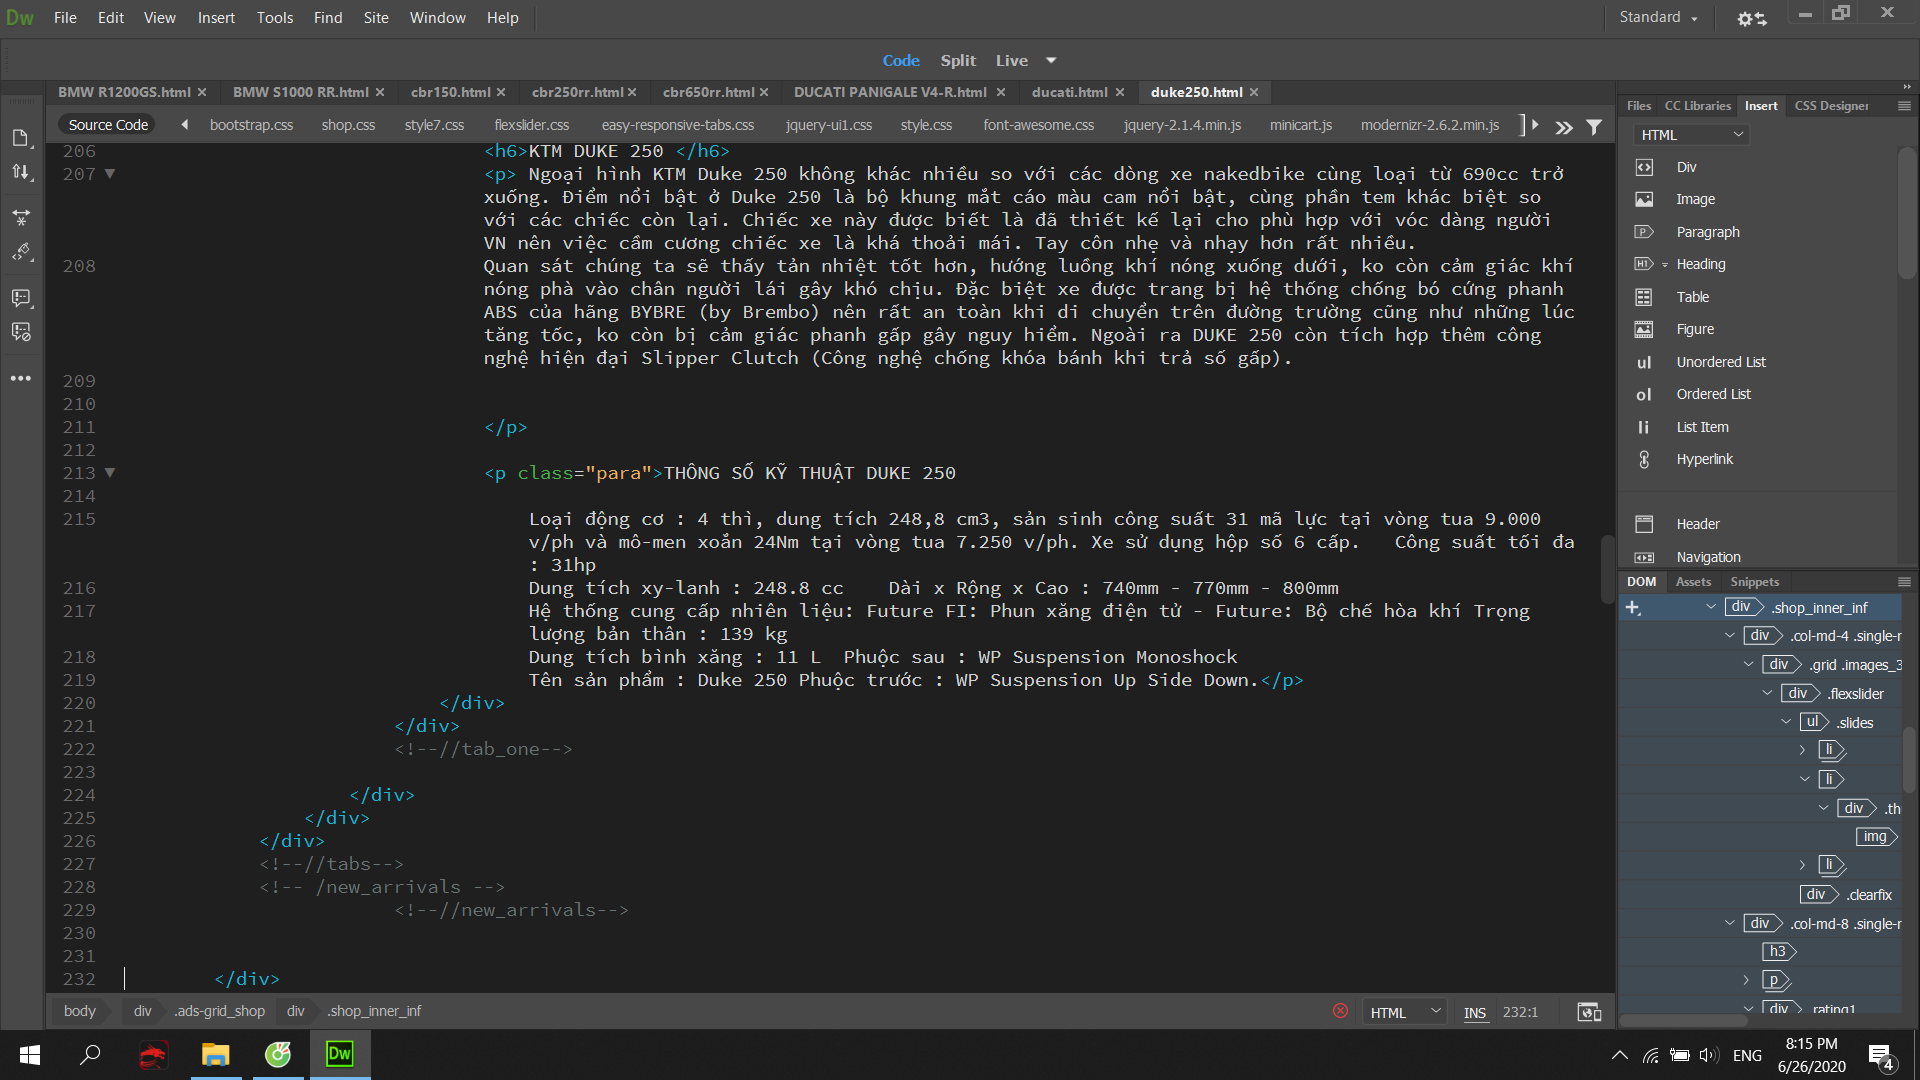 Dw File Edit View Insert Tools Find Site Window Help Standard
Code Split Live
BMW R1200GS.html BMW S1000 RR.html cbr150.html cbr250rr.html cbr650rr.html DUCATI PANIGALE V4-R.html ducati.html duke250.html
Source Code bootstrap.css shop.css style7.css flexslider.css easy-responsive-tabs.css jquery-ui1.css style.css font-awesome.css jquery-2.1.4.min.js minicart.js modernizr-2.6.2.min.js
206 <h6>KTM DUKE 250 </h6>
207 <p> Ngoại hình KTM Duke 250 không khác nhiều so với các dòng xe nakedbike cùng loại từ 690cc trở
xuống. Điểm nổi bật ở Duke 250 là bộ khung mắt cáo màu cam nổi bật, cùng phần tem khác biệt so
với các chiếc còn lại. Chiếc xe này được biết là đã thiết kế lại cho phù hợp với vóc dàng người
VN nên việc cầm cương chiếc xe là khá thoải mái. Tay côn nhẹ và nhạy hơn rất nhiều.
208 Quan sát chúng ta sẽ thấy tản nhiệt tốt hơn, hướng luồng khí nóng xuống dưới, ko còn cảm giác khí
nóng phà vào chân người lái gây khó chịu. Đặc biệt xe được trang bị hệ thống chống bó cứng phanh
ABS của hãng BYBRE (by Brembo) nên rất an toàn khi di chuyển trên đường trường cũng như những lúc
tăng tốc, ko còn bị cảm giác phanh gấp gây nguy hiểm. Ngoài ra DUKE 250 còn tích hợp thêm công
nghệ hiện đại Slipper Clutch (Công nghệ chống khóa bánh khi trả số gấp).
209
210
211 </p>
212
213 <p class="para">THÔNG SỐ KỸ THUẬT DUKE 250
214
215 Loại động cơ : 4 thì, dung tích 248,8 cm3, sản sinh công suất 31 mã lực tại vòng tua 9.000
v/ph và mô-men xoắn 24Nm tại vòng tua 7.250 v/ph. Xe sử dụng hộp số 6 cấp. Công suất tối đa
: 31hp
216 Dung tích xy-lanh : 248.8 cc Dài x Rộng x Cao : 740mm - 770mm - 800mm
217 Hệ thống cung cấp nhiên liệu: Future FI: Phun xăng điện tử - Future: Bộ chế hòa khí Trọng
lượng bản thân : 139 kg
218 Dung tích bình xăng : 11 L Phuộc sau : WP Suspension Monoshock
219 Tên sản phẩm : Duke 250 Phuộc trước : WP Suspension Up Side Down.</p>
220 </div>
221 </div>
222 <!--//tab_one-->
223
224 </div>
225 </div>
226 </div>
227 <!--//tabs-->
228 <!-- /new_arrivals -->
229 <!--//new_arrivals-->
230
231
232 </div>
body div .ads-grid_shop div .shop_inner_inf HTML INS 232:1
Files CC Libraries Insert CSS Designer
HTML
Div
Image
Paragraph
Heading
Table
Figure
ul Unordered List
ol Ordered List
li List Item
Hyperlink
Header
Navigation
DOM Assets Snippets
div .shop_inner_inf
div .col-md-4 .single-r
div .grid .images_3
div .flexslider
ul .slides
li
li
div .th
img
li
div .clearfix
div .col-md-8 .single-r
h3
p
div .rating1
Dw ENG 8:15 PM
6/26/2020 4